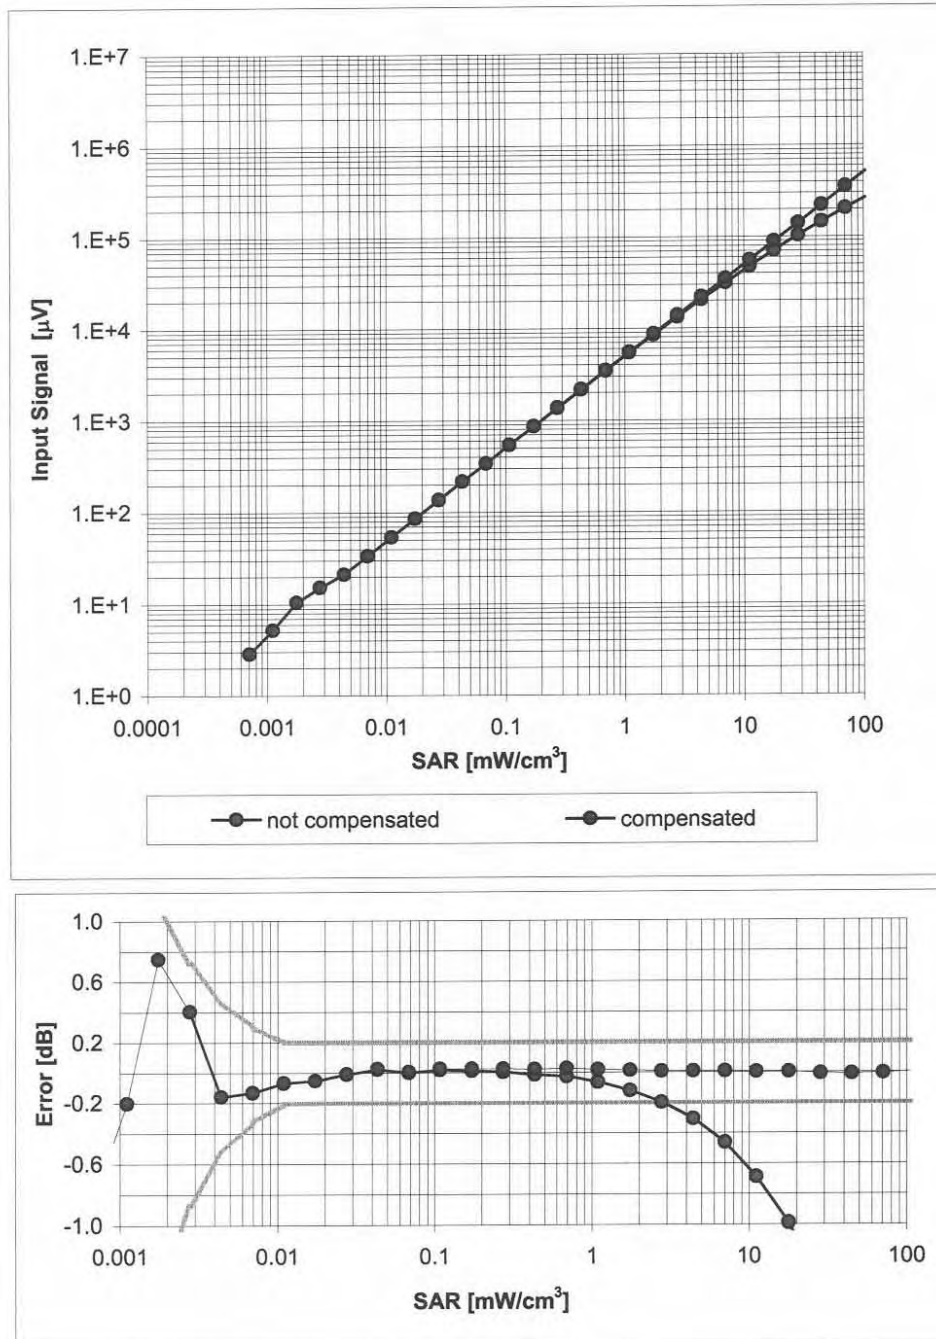 1.E+7
1.E+6
1.E+5
1.E+4
1.E+3
1.E+2
1.E+1
1.E+0
Input Signal [µV]
0.0001 0.001 0.01 0.1 1 10 100
SAR [mW/cm³]
not compensated compensated
1.0
0.6
0.2
-0.2
-0.6
-1.0
Error [dB]
0.001 0.01 0.1 1 10 100
SAR [mW/cm³]